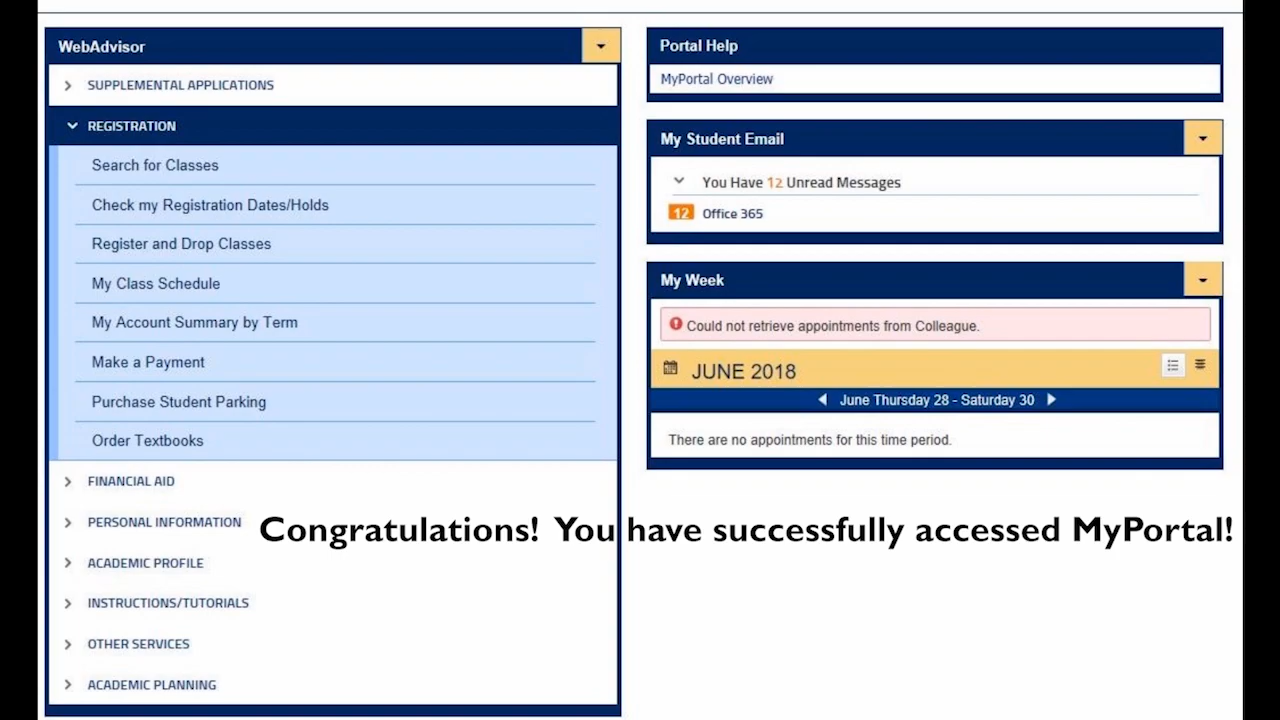 WebAdvisor
SUPPLEMENTAL APPLICATIONS
REGISTRATION
Search for Classes
Check my Registration Dates/Holds
Register and Drop Classes
My Class Schedule
My Account Summary by Term
Make a Payment
Purchase Student Parking
Order Textbooks
FINANCIAL AID
PERSONAL INFORMATION
ACADEMIC PROFILE
INSTRUCTIONS/TUTORIALS
OTHER SERVICES
ACADEMIC PLANNING
Portal Help
MyPortal Overview
My Student Email
You Have 12 Unread Messages
12 Office 365
My Week
Could not retrieve appointments from Colleague.
JUNE 2018
June Thursday 28 - Saturday 30
There are no appointments for this time period.
Congratulations! You have successfully accessed MyPortal!